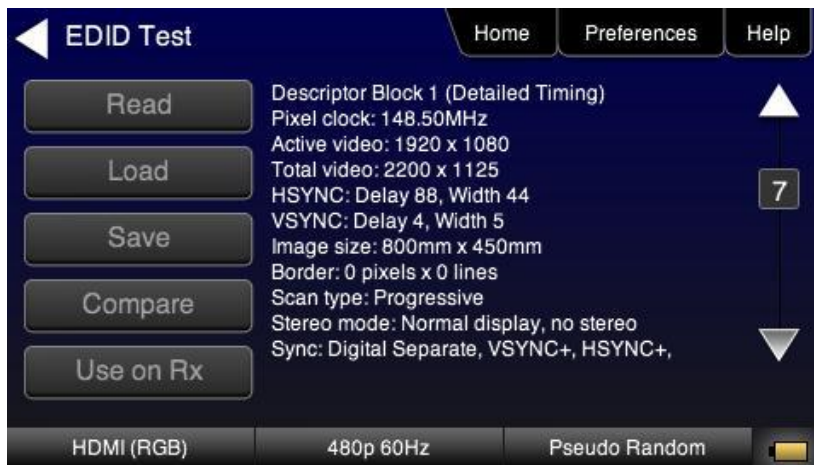 EDID Test
Home
Preferences
Help
Read
Load
Save
Compare
Use on Rx
Descriptor Block 1 (Detailed Timing)
Pixel clock: 148.50MHz
Active video: 1920 x 1080
Total video: 2200 x 1125
HSYNC: Delay 88, Width 44
VSYNC: Delay 4, Width 5
Image size: 800mm x 450mm
Border: 0 pixels x 0 lines
Scan type: Progressive
Stereo mode: Normal display, no stereo
Sync: Digital Separate, VSYNC+, HSYNC+,
7
HDMI (RGB)
480p 60Hz
Pseudo Random